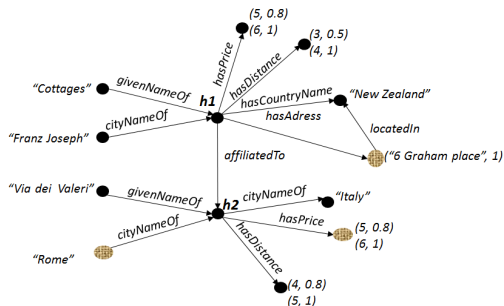 (5, 0.8)
(6, 1)
(3, 0.5)
(4, 1)
hasPrice
hasDistance
"Cottages"
givenNameOf
h1
hasCountryName
"New Zealand"
cityNameOf
hasAdress
"Franz Joseph"
locatedIn
affiliatedTo
("6 Graham place", 1)
"Via dei Valeri"
givenNameOf
h2
cityNameOf
"Italy"
cityNameOf
hasPrice
(5, 0.8)
(6, 1)
"Rome"
hasDistance
(4, 0.8)
(5, 1)